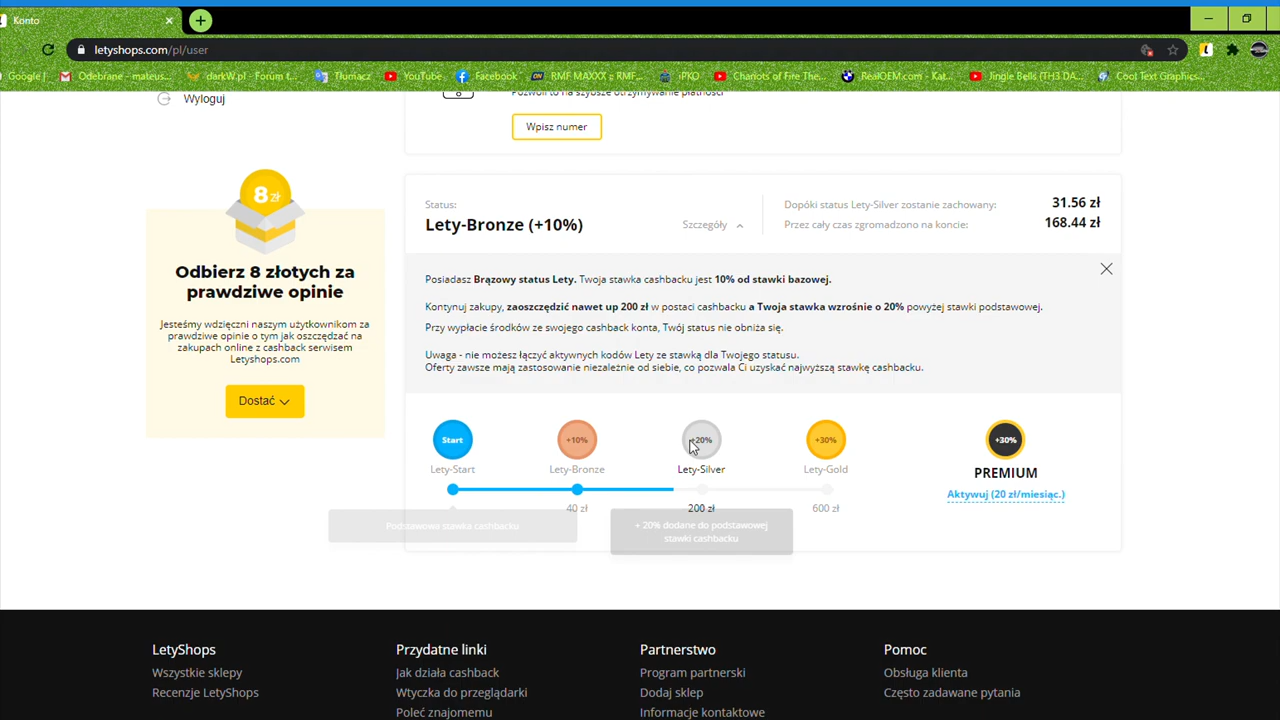 Konto
letyshops.com/pl/user
Google |
Odebrane - mateus...
darkW.pl - Forum t...
Tłumacz
YouTube
Facebook
RMF MAXXX o RMF...
iPKO
Chariots of Fire The...
RealOEM.com - Kat...
Jingle Bells (TH3 DA...
Cool Text Graphics...
Wyloguj
Pozwoli to na szybsze otrzymywanie płatności
Wpisz numer
8 zł
Odbierz 8 złotych za
prawdziwe opinie
Jesteśmy wdzięczni naszym użytkownikom za
prawdziwe opinie o tym jak oszczędzać na
zakupach online z cashback serwisem
Letyshops.com
Dostać
Status:
Lety-Bronze (+10%)
Szczegóły
Dopóki status Lety-Silver zostanie zachowany:
31.56 zł
Przez cały czas zgromadzono na koncie:
168.44 zł
Posiadasz Brązowy status Lety. Twoja stawka cashbacku jest 10% od stawki bazowej.
Kontynuj zakupy, zaoszczędzić nawet up 200 zł w postaci cashbacku a Twoja stawka wzrośnie o 20% powyżej stawki podstawowej.
Przy wypłacie środków ze swojego cashback konta, Twój status nie obniża się.
Uwaga - nie możesz łączyć aktywnych kodów Lety ze stawką dla Twojego statusu.
Oferty zawsze mają zastosowanie niezależnie od siebie, co pozwala Ci uzyskać najwyższą stawkę cashbacku.
Start
+10%
+20%
+30%
+30%
Lety-Start
Lety-Bronze
Lety-Silver
Lety-Gold
PREMIUM
Aktywuj (20 zł/miesiąc.)
40 zł
200 zł
600 zł
Podstawowa stawka cashbacku
+ 20% dodane do podstawowej
stawki cashbacku
LetyShops
Wszystkie sklepy
Recenzje LetyShops
Przydatne linki
Jak działa cashback
Wtyczka do przeglądarki
Poleć znajomemu
Partnerstwo
Program partnerski
Dodaj sklep
Informacje kontaktowe
Pomoc
Obsługa klienta
Często zadawane pytania